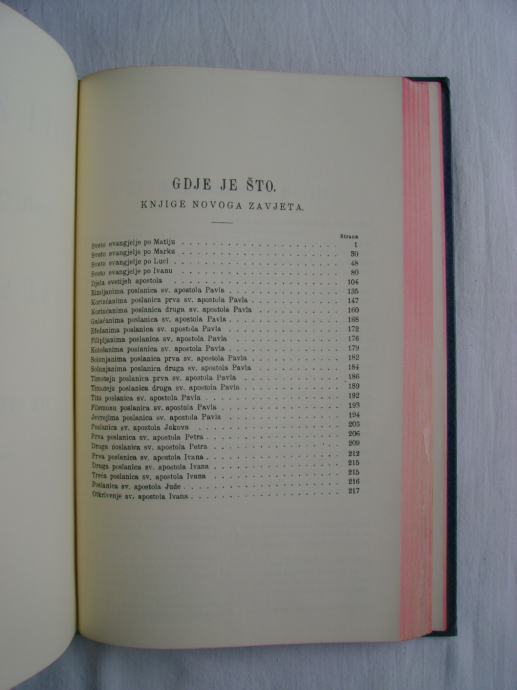 GDJE JE ŠTO.
KNJIGE NOVOGA ZAVJETA.
Strana
Sveto evangjelje po Matiju 1
Sveto evangjelje po Marku 30
Sveto evangjelje po Luci 48
Sveto evangjelje po Ivanu 80
Djela svetijeh apostola 104
Rimljanima poslanica sv. apostola Pavla 135
Korinćanima poslanica prva sv. apostola Pavla 147
Korinćanima poslanica druga sv. apostola Pavla 160
Galaćanima poslanica sv. apostola Pavla 168
Efešanima poslanica sv. apostola Pavla 172
Filipljanima poslanica sv. apostola Pavla 176
Kološanima poslanica sv. apostola Pavla 179
Solunjanima poslanica prva sv. apostola Pavla 182
Solunjanima poslanica druga sv. apostola Pavla 184
Timoteju poslanica prva sv. apostola Pavla 186
Timoteju poslanica druga sv. apostola Pavla 189
Titu poslanica sv. apostola Pavla 192
Filemonu poslanica sv. apostola Pavla 193
Jevrejima poslanica sv. apostola Pavla 194
Poslanica sv. apostola Jakova 203
Prva poslanica sv. apostola Petra 206
Druga poslanica sv. apostola Petra 209
Prva poslanica sv. apostola Ivana 212
Druga poslanica sv. apostola Ivana 215
Treća poslanica sv. apostola Ivana 215
Poslanica sv. apostola Jude 216
Otkrivenje sv. apostola Ivana 217